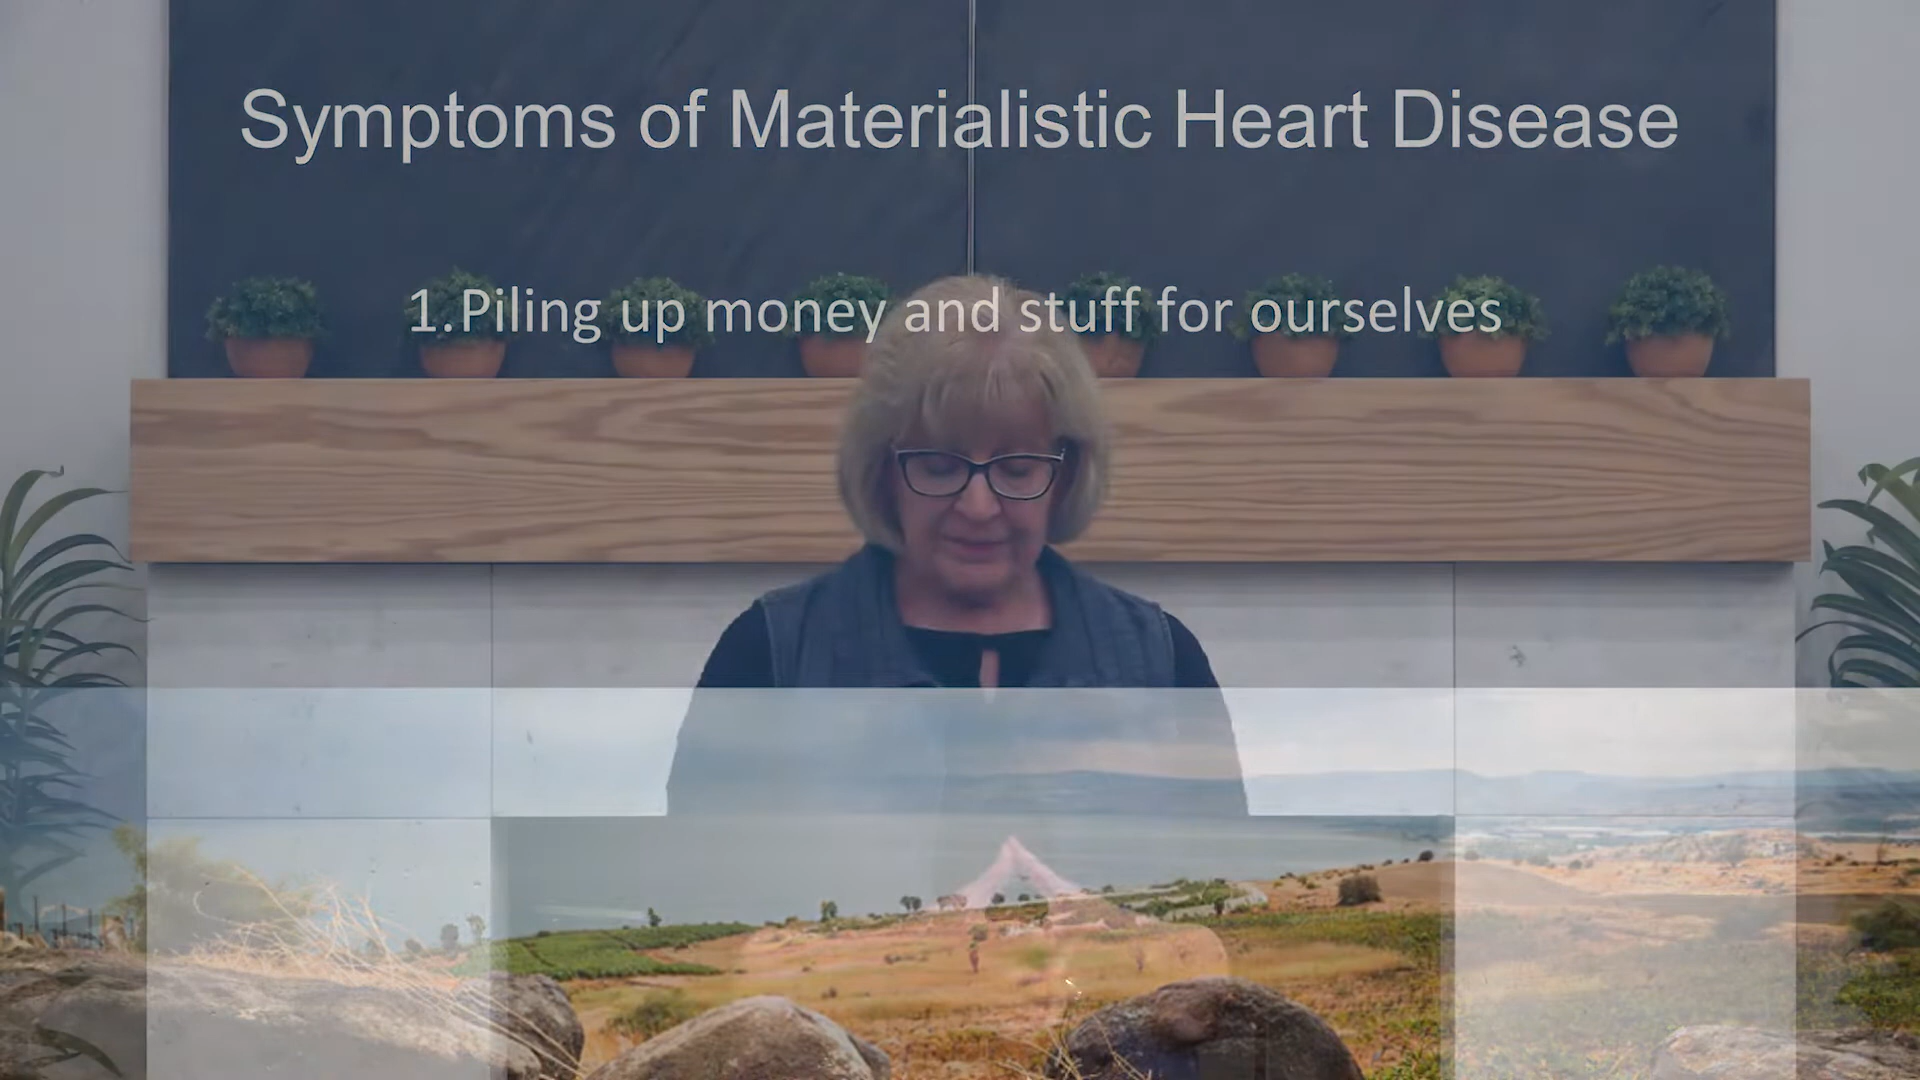 Symptoms of Materialistic Heart Disease
1.Piling up money and stuff for ourselves